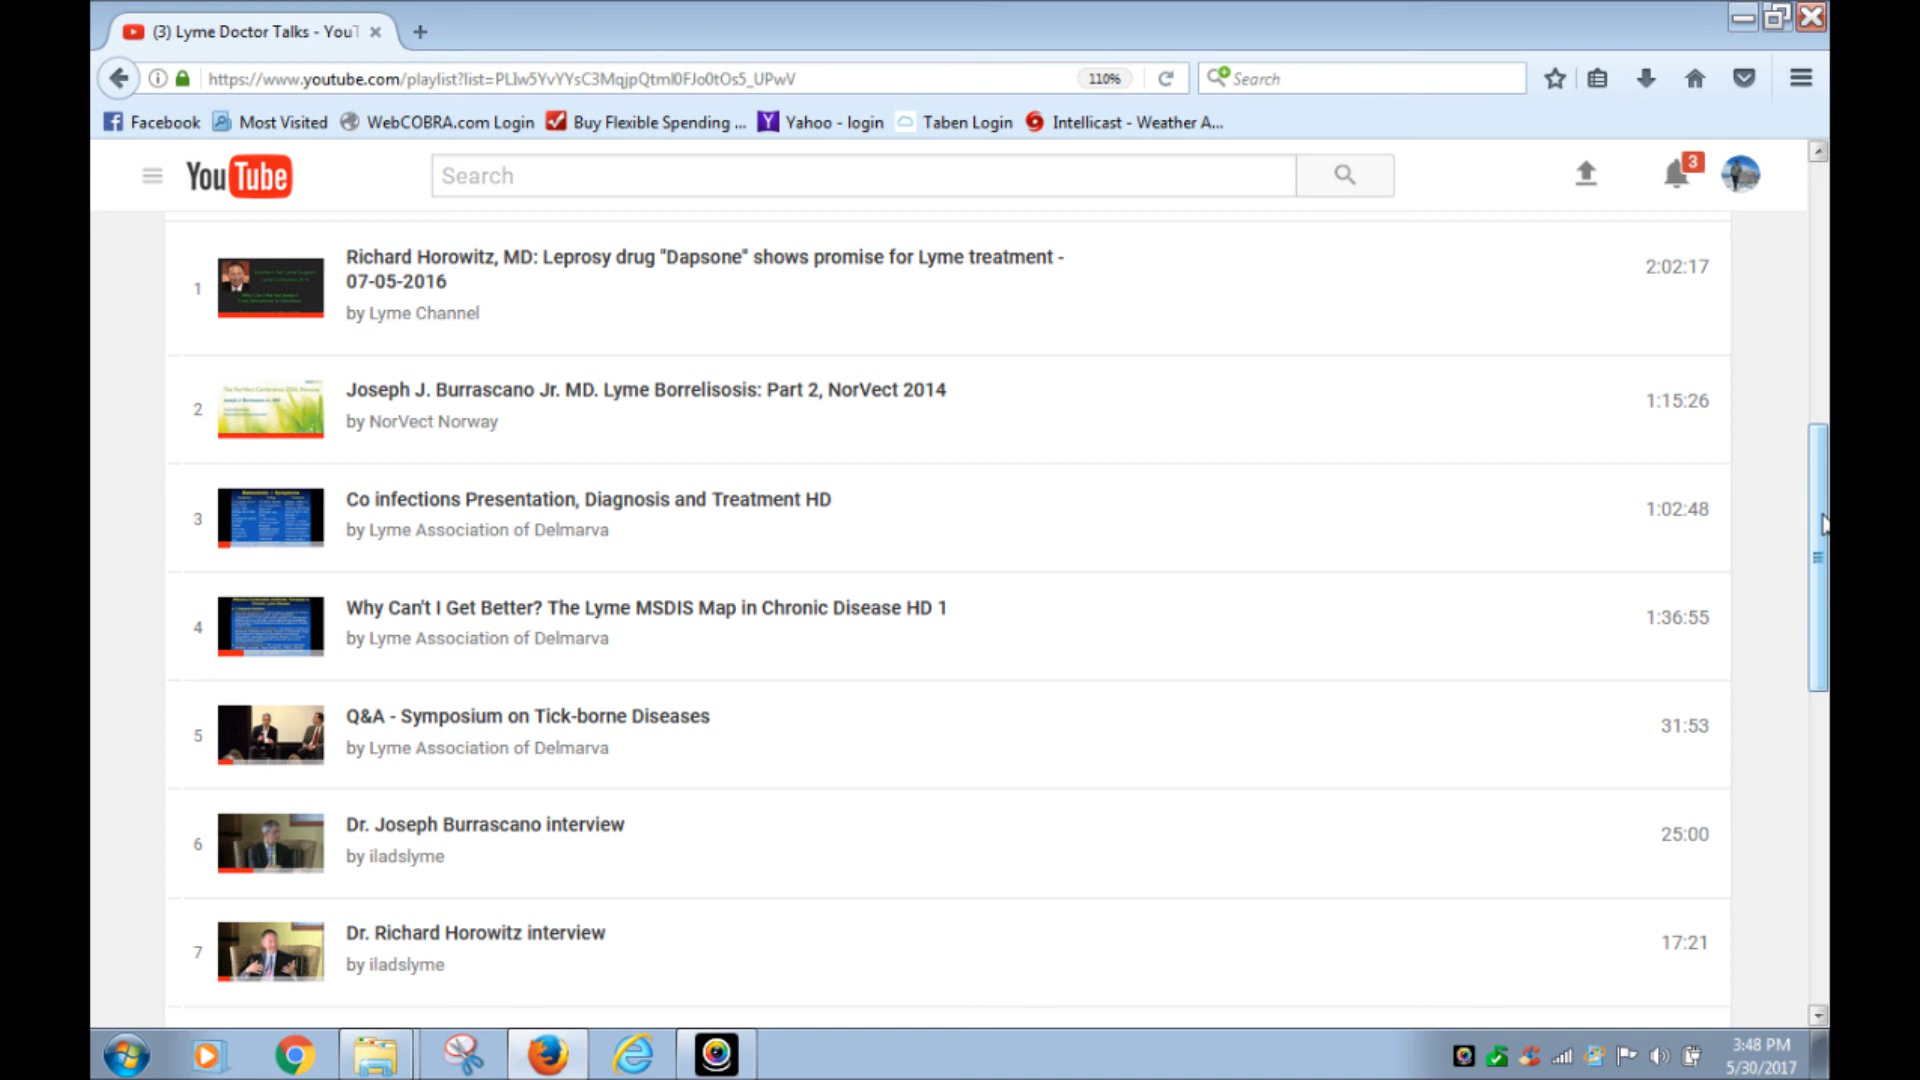 (3) Lyme Doctor Talks - YouT
https://www.youtube.com/playlist?list=PLIw5YvYYsC3MqjpQtml0FJo0tOs5_UPwV
110%
Search
Facebook
Most Visited
WebCOBRA.com Login
Buy Flexible Spending ...
Yahoo - login
Taben Login
Intellicast - Weather A...
YouTube
Search
3
1
Richard Horowitz, MD: Leprosy drug "Dapsone" shows promise for Lyme treatment -
07-05-2016
by Lyme Channel
2:02:17
2
Joseph J. Burrascano Jr. MD. Lyme Borrelisosis: Part 2, NorVect 2014
by NorVect Norway
1:15:26
3
Co infections Presentation, Diagnosis and Treatment HD
by Lyme Association of Delmarva
1:02:48
4
Why Can't I Get Better? The Lyme MSDIS Map in Chronic Disease HD 1
by Lyme Association of Delmarva
1:36:55
5
Q&A - Symposium on Tick-borne Diseases
by Lyme Association of Delmarva
31:53
6
Dr. Joseph Burrascano interview
by iladslyme
25:00
7
Dr. Richard Horowitz interview
by iladslyme
17:21
3:48 PM
5/30/2017